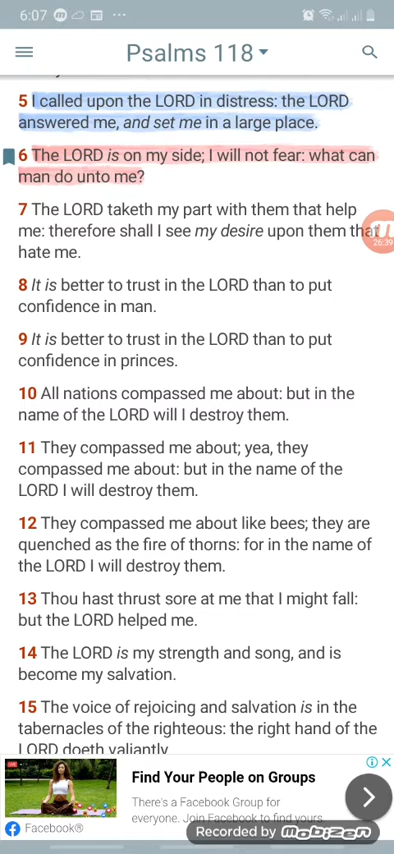 6:07
Psalms 118
5 I called upon the LORD in distress: the LORD
answered me, and set me in a large place.
6 The LORD is on my side; I will not fear: what can
man do unto me?
7 The LORD taketh my part with them that help
me: therefore shall I see my desire upon them that
hate me.
26:39
8 It is better to trust in the LORD than to put
confidence in man.
9 It is better to trust in the LORD than to put
confidence in princes.
10 All nations compassed me about: but in the
name of the LORD will I destroy them.
11 They compassed me about; yea, they
compassed me about: but in the name of the
LORD I will destroy them.
12 They compassed me about like bees; they are
quenched as the fire of thorns: for in the name of
the LORD I will destroy them.
13 Thou hast thrust sore at me that I might fall:
but the LORD helped me.
14 The LORD is my strength and song, and is
become my salvation.
15 The voice of rejoicing and salvation is in the
tabernacles of the righteous: the right hand of the
LORD doeth valiantly
LIVE
Find Your People on Groups
There's a Facebook Group for
everyone. Join Facebook to find yours.
Facebook®
Recorded by mobizen